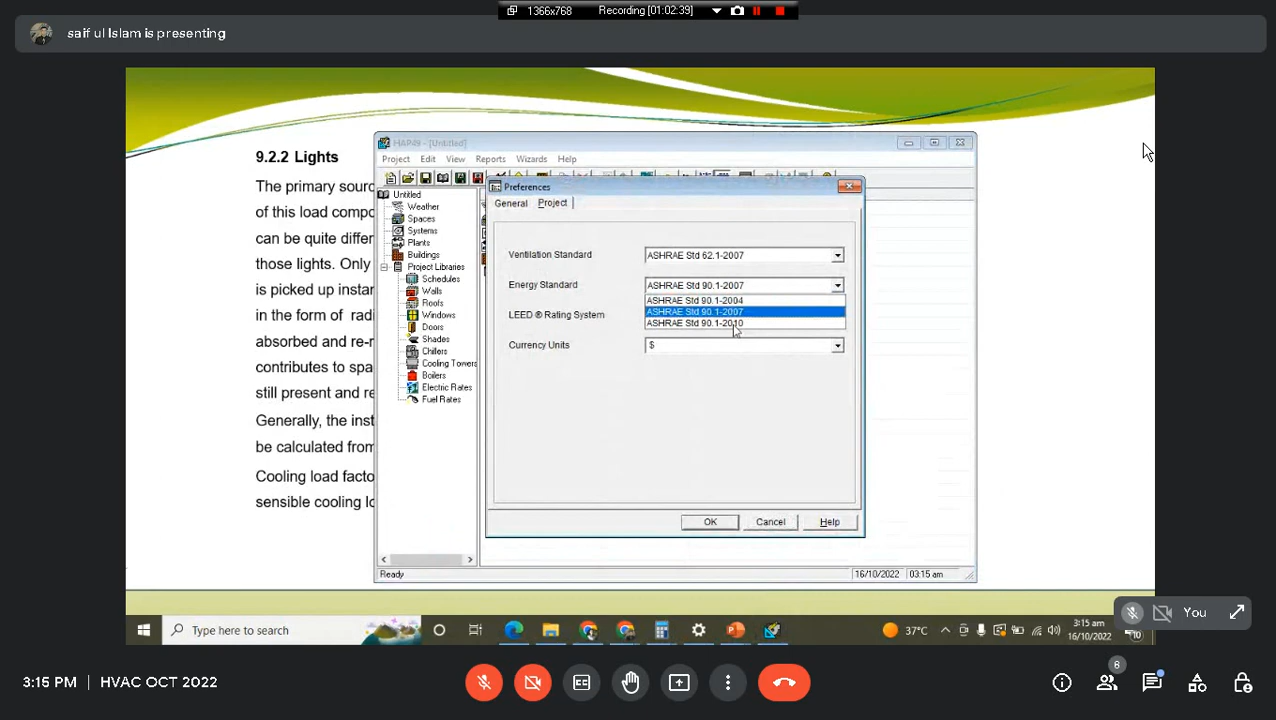 1366x768 Recording [01:02:39]
saif ul Islam is presenting
9.2.2 Lights
The primary sourc
of this load compo
can be quite differ
those lights. Only
is picked up instar
in the form of radi
absorbed and re-r
contributes to spa
still present and re
Generally, the inst
be calculated from
Cooling load facto
sensible cooling lo
HAP49 - [Untitled]
Project Edit View Reports Wizards Help
Untitled
Weather
Spaces
Systems
Plants
Buildings
Project Libraries
Schedules
Walls
Roofs
Windows
Doors
Shades
Chillers
Cooling Towers
Boilers
Electric Rates
Fuel Rates
Preferences
General Project
Ventilation Standard ASHRAE Std 62.1-2007
Energy Standard ASHRAE Std 90.1-2007
ASHRAE Std 90.1-2004
LEED ® Rating System ASHRAE Std 90.1-2007
ASHRAE Std 90.1-2010
Currency Units $
OK Cancel Help
Ready 16/10/2022 03:15 am
Type here to search
37°C
3:15 am
16/10/2022
10
You
3:15 PM | HVAC OCT 2022
6